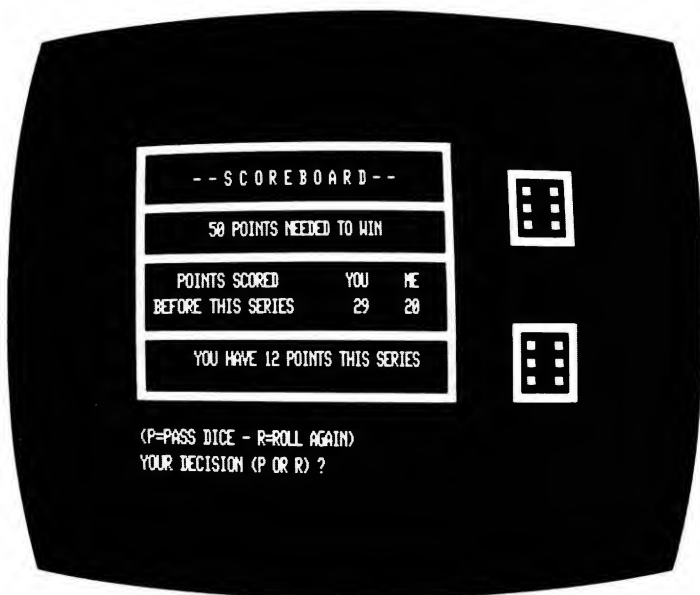 --SCOREBOARD--
50 POINTS NEEDED TO WIN
POINTS SCORED YOU ME
BEFORE THIS SERIES 29 20
YOU HAVE 12 POINTS THIS SERIES
(P=PASS DICE - R=ROLL AGAIN)
YOUR DECISION (P OR R) ?